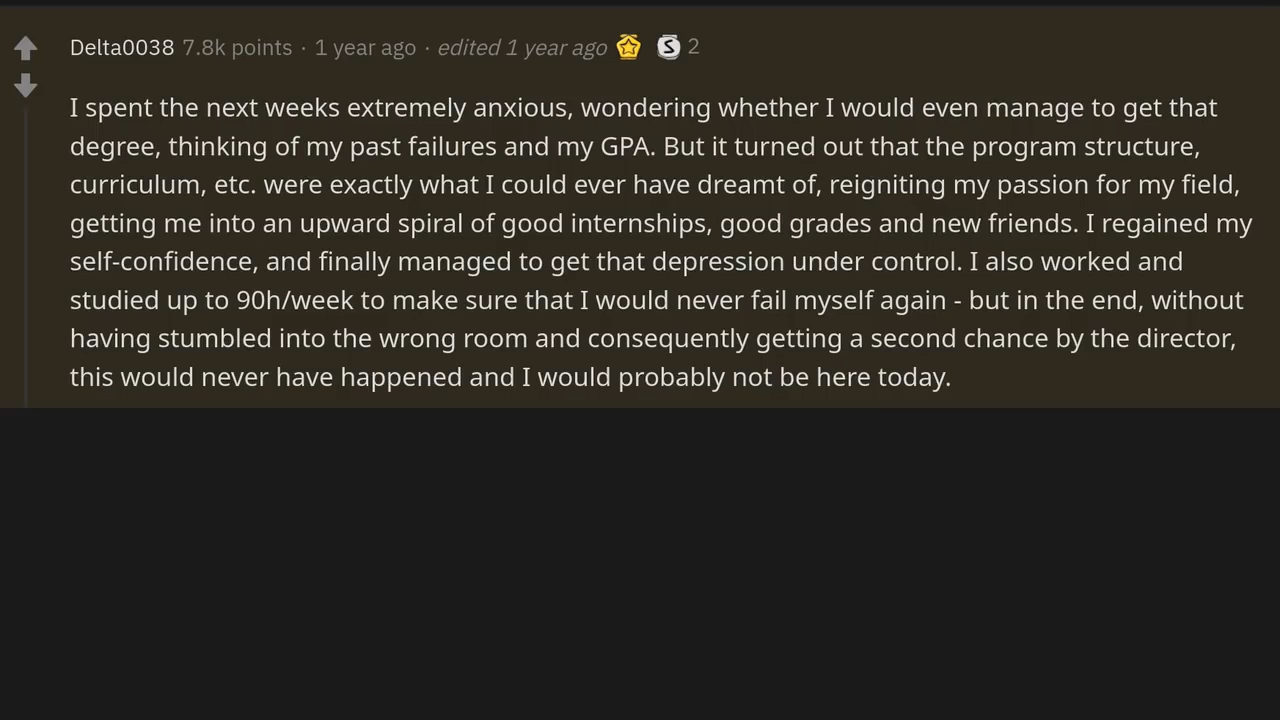 Delta0038 7.8k points · 1 year ago · edited 1 year ago S 2
I spent the next weeks extremely anxious, wondering whether I would even manage to get that
degree, thinking of my past failures and my GPA. But it turned out that the program structure,
curriculum, etc. were exactly what I could ever have dreamt of, reigniting my passion for my field,
getting me into an upward spiral of good internships, good grades and new friends. I regained my
self-confidence, and finally managed to get that depression under control. I also worked and
studied up to 90h/week to make sure that I would never fail myself again - but in the end, without
having stumbled into the wrong room and consequently getting a second chance by the director,
this would never have happened and I would probably not be here today.